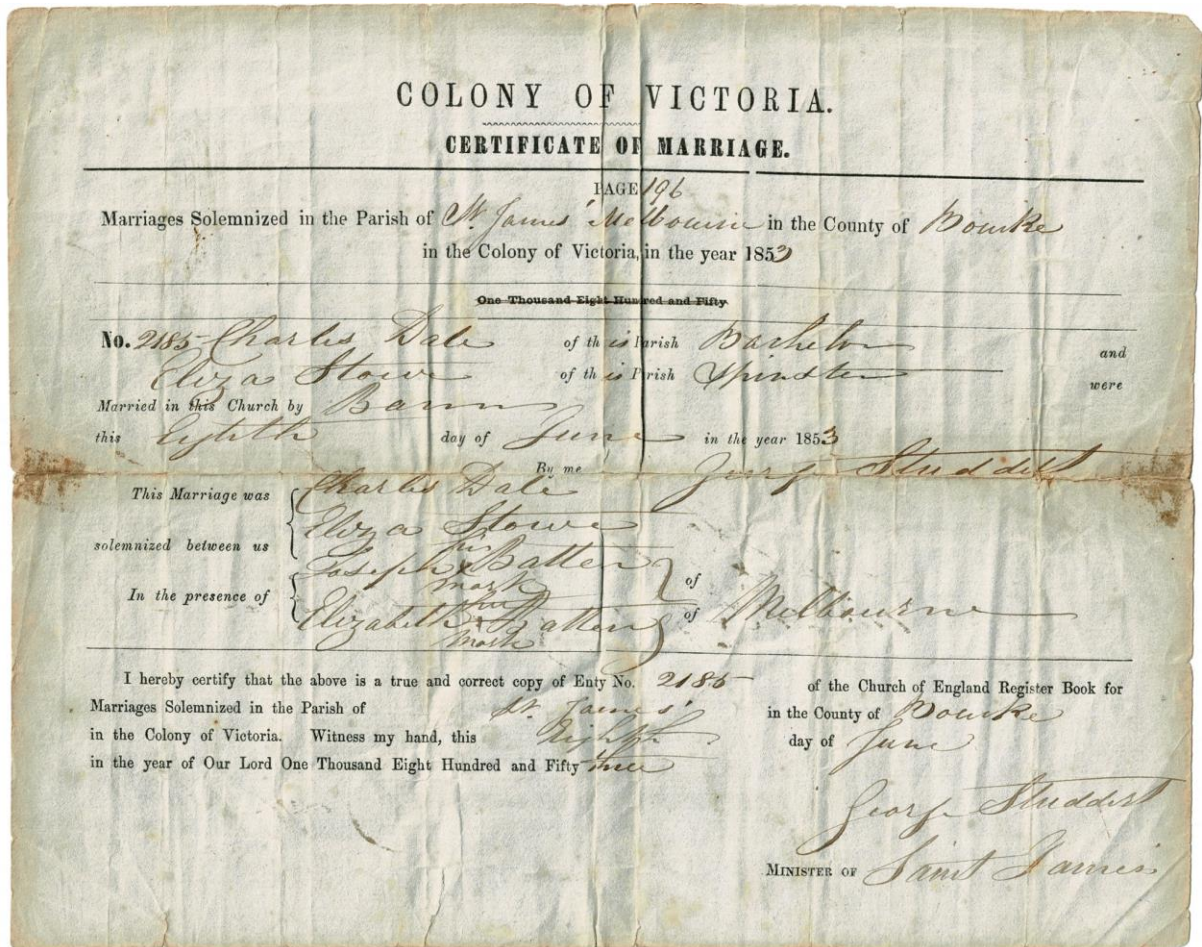 COLONY OF VICTORIA.
CERTIFICATE OF MARRIAGE.
PAGE 196
Marriages Solemnized in the Parish of St. James' Melbourne in the County of Bourke
in the Colony of Victoria, in the year 1853
One Thousand Eight Hundred and Fifty
No. 2185 Charles Dale of this Parish Bachelor and
Eliza Stowe of this Parish Spinster were
Married in this Church by Banns
this Eighth day of June in the year 1853
By me George Studdert
This Marriage was Charles Dale
solemnized between us Eliza Stowe
his
Joseph X Batten of
mark
In the presence of
her
Elizabeth X Batten of Melbourne
mark
I hereby certify that the above is a true and correct copy of Enty No. 2185 of the Church of England Register Book for
Marriages Solemnized in the Parish of St. James' in the County of Bourke
in the Colony of Victoria. Witness my hand, this Eighth day of June
in the year of Our Lord One Thousand Eight Hundred and Fifty three
George Studdert
MINISTER OF Saint James